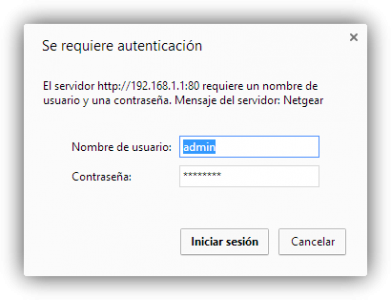 Se requiere autenticación
El servidor http://192.168.1.1:80 requiere un nombre de
usuario y una contraseña. Mensaje del servidor: Netgear
Nombre de usuario: admin
Contraseña: ********
Iniciar sesión Cancelar